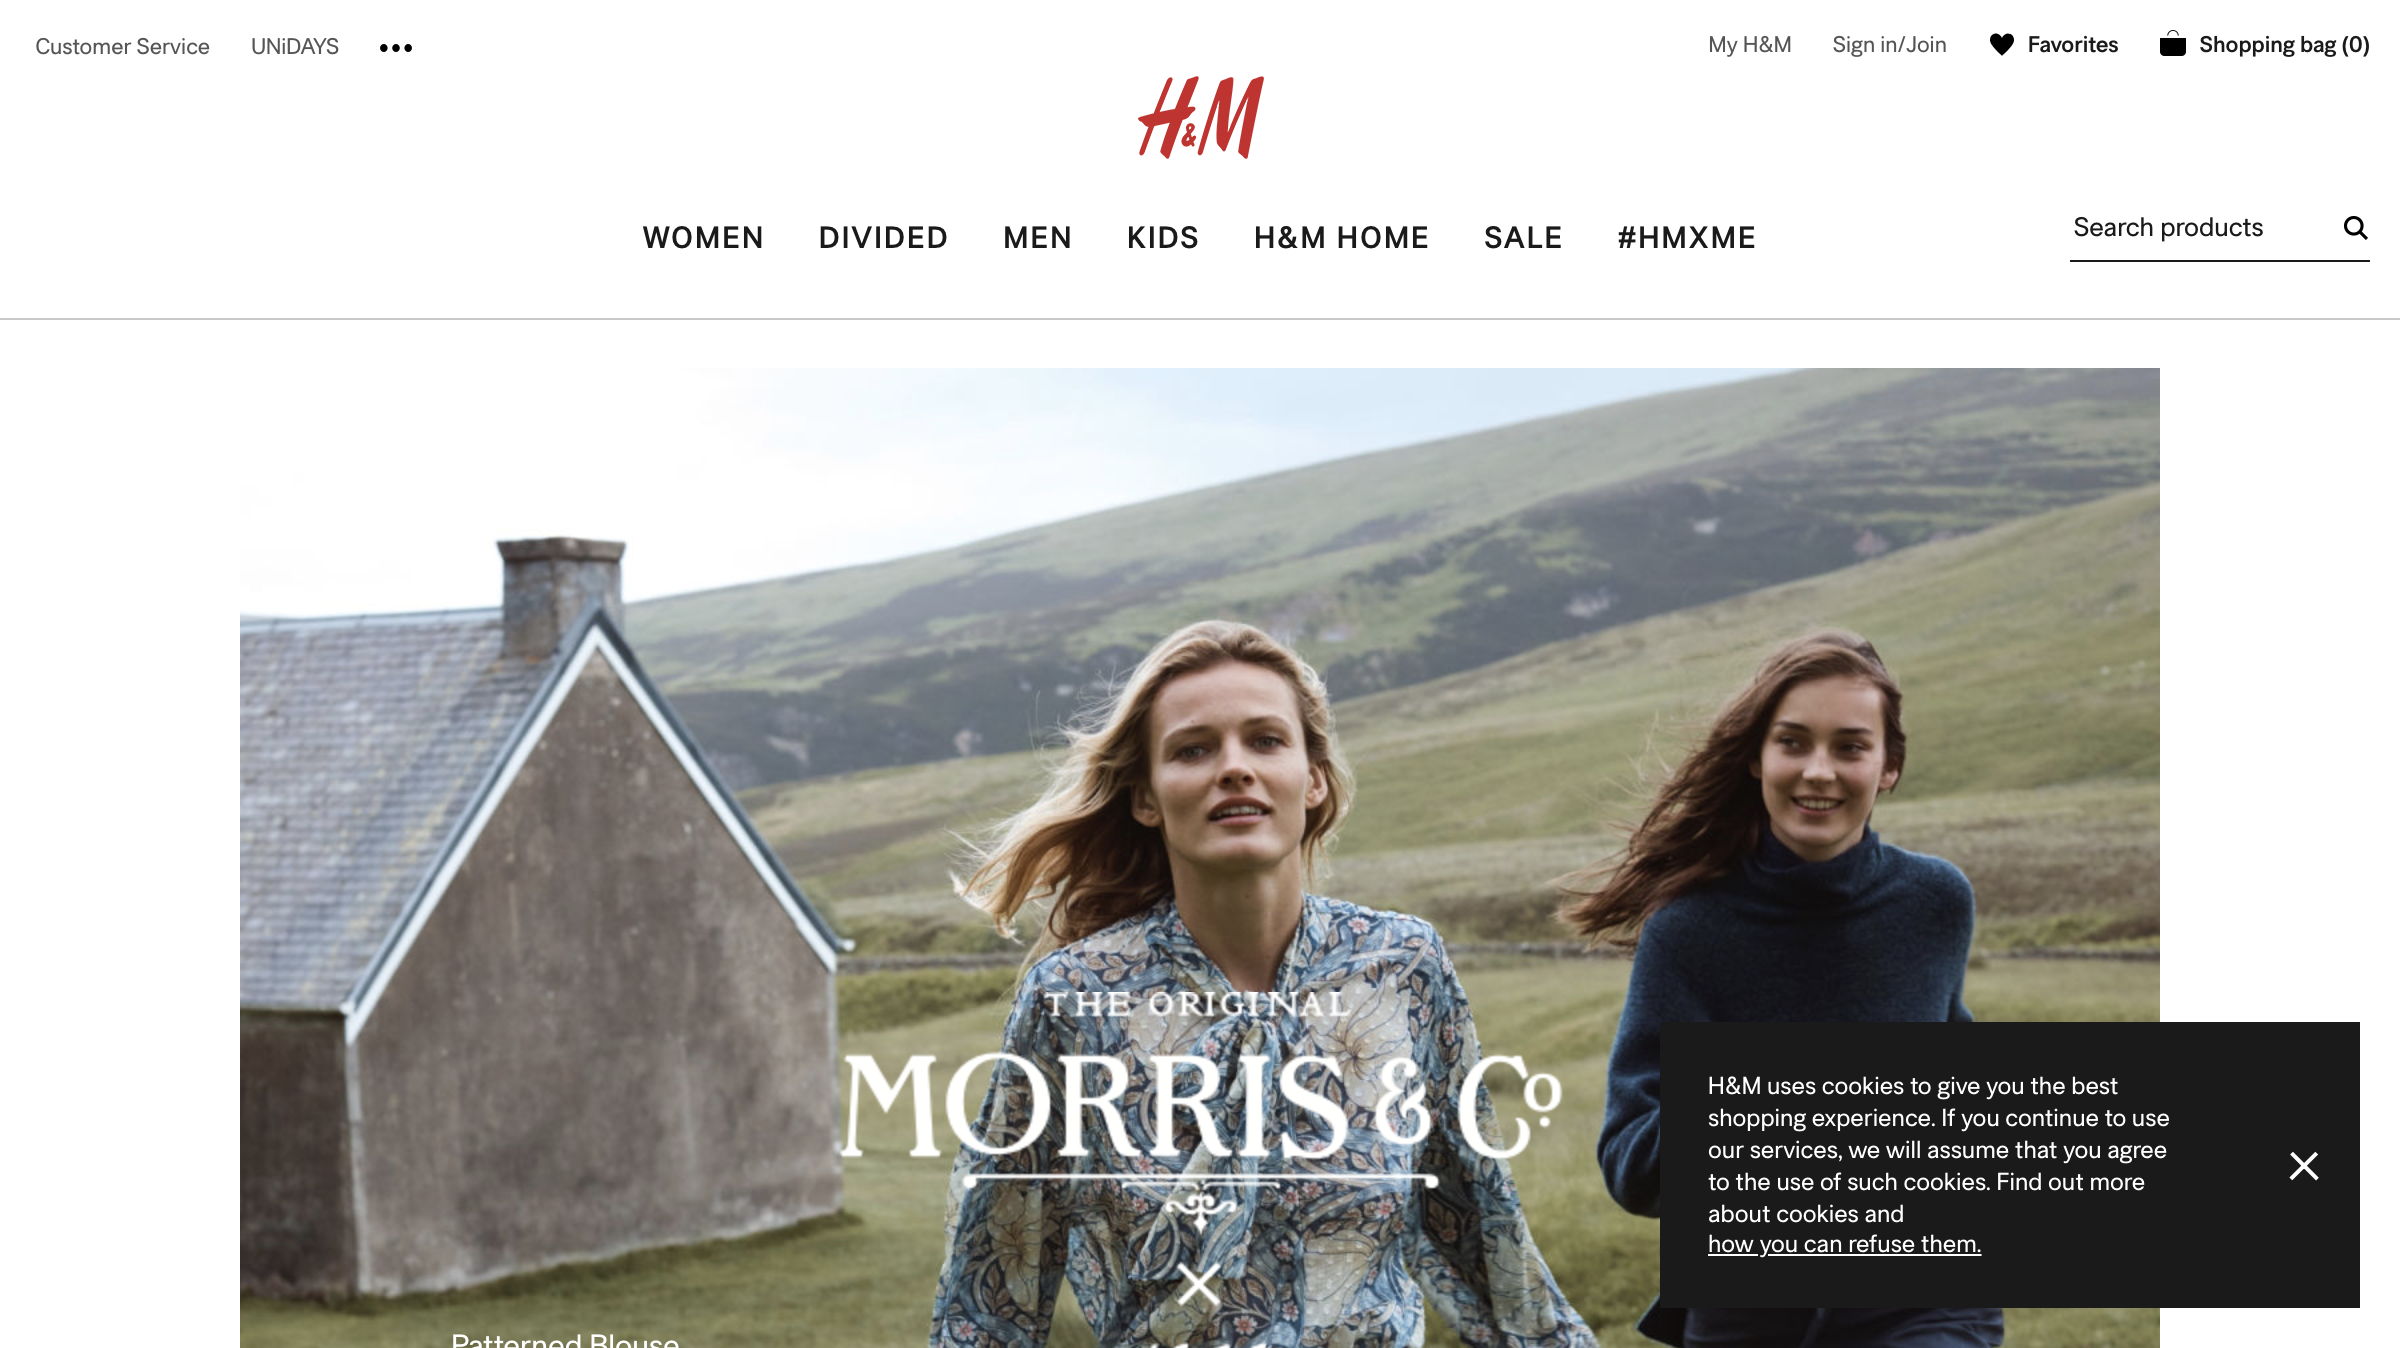 Customer Service UNiDAYS
My H&M Sign in/Join Favorites Shopping bag (0)
H&M
WOMEN DIVIDED MEN KIDS H&M HOME SALE #HMXME
Search products
THE ORIGINAL
MORRIS & Co.
X
H&M uses cookies to give you the best
shopping experience. If you continue to use
our services, we will assume that you agree
to the use of such cookies. Find out more
about cookies and
how you can refuse them.
Patterned Blouse